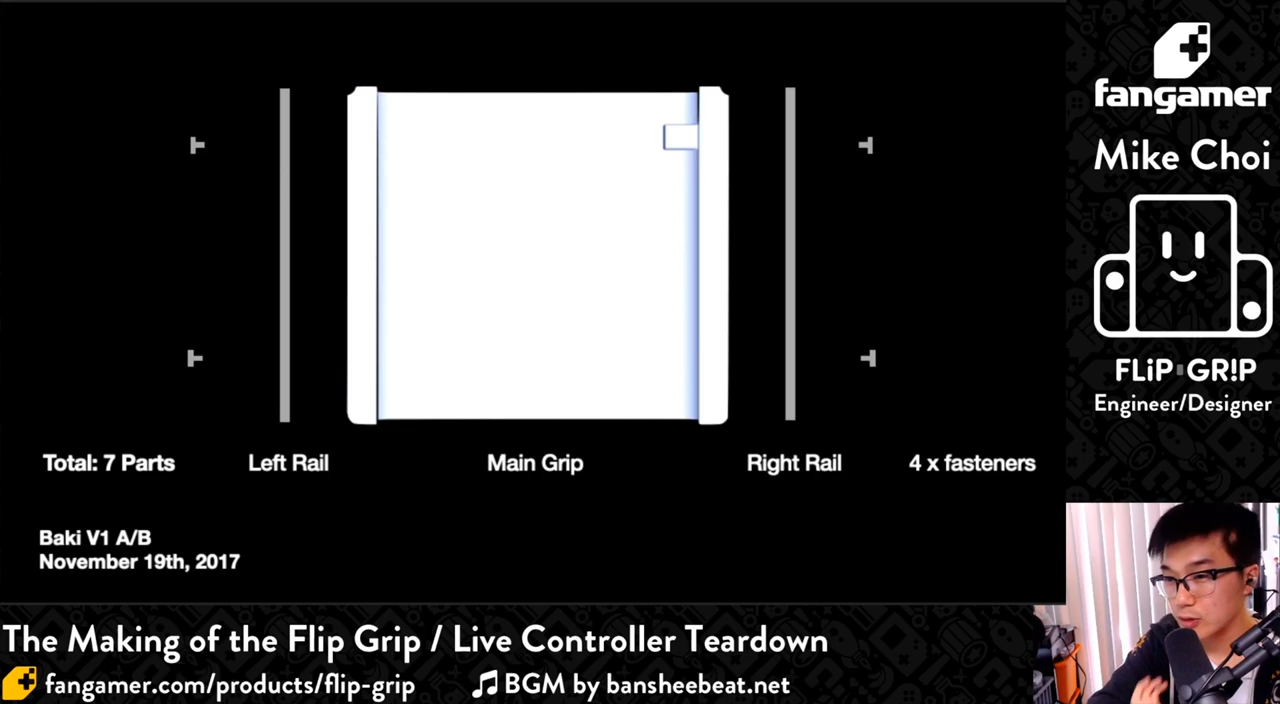 Total: 7 Parts
Left Rail
Main Grip
Right Rail
4 x fasteners
Baki V1 A/B
November 19th, 2017
fangamer
Mike Choi
FLiP GR!P
Engineer/Designer
The Making of the Flip Grip / Live Controller Teardown
fangamer.com/products/flip-grip
BGM by bansheebeat.net